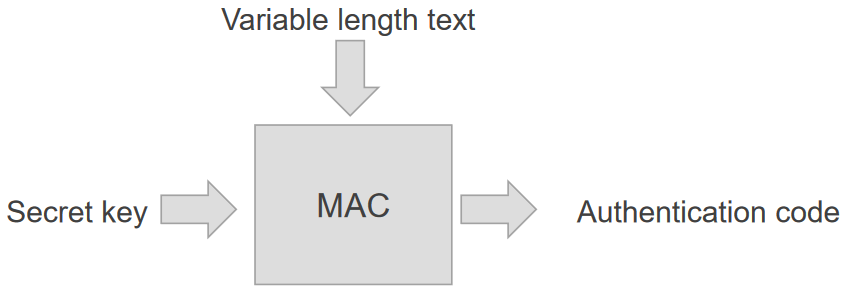 Variable length text
Secret key
MAC
Authentication code